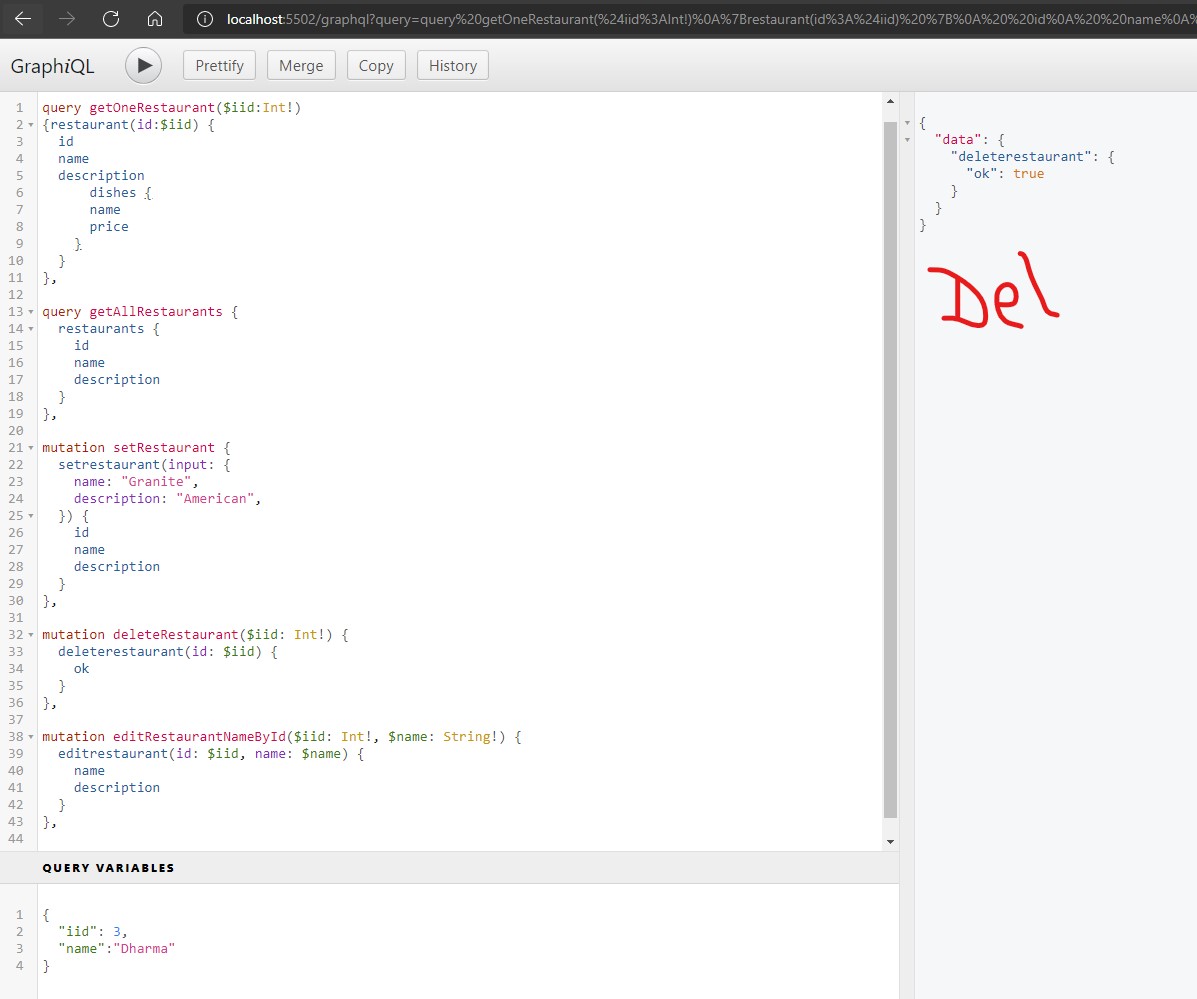 localhost:5502/graphql?query=query%20getOneRestaurant(%24iid%3AInt!)%0A%7Brestaurant(id%3A%24iid)%20%7B%0A%20%20id%0A%20%20name%0A%
GraphiQL Prettify Merge Copy History
1 query getOneRestaurant($iid:Int!)
2 {restaurant(id:$iid) {
3 id
4 name
5 description
6 dishes {
7 name
8 price
9 }
10 }
11 },
12
13 query getAllRestaurants {
14 restaurants {
15 id
16 name
17 description
18 }
19 },
20
21 mutation setRestaurant {
22 setrestaurant(input: {
23 name: "Granite",
24 description: "American",
25 }) {
26 id
27 name
28 description
29 }
30 },
31
32 mutation deleteRestaurant($iid: Int!) {
33 deleterestaurant(id: $iid) {
34 ok
35 }
36 },
37
38 mutation editRestaurantNameById($iid: Int!, $name: String!) {
39 editrestaurant(id: $iid, name: $name) {
40 name
41 description
42 }
43 },
44
QUERY VARIABLES
1 {
2 "iid": 3,
3 "name":"Dharma"
4 }
{
"data": {
"deleterestaurant": {
"ok": true
}
}
}
Del